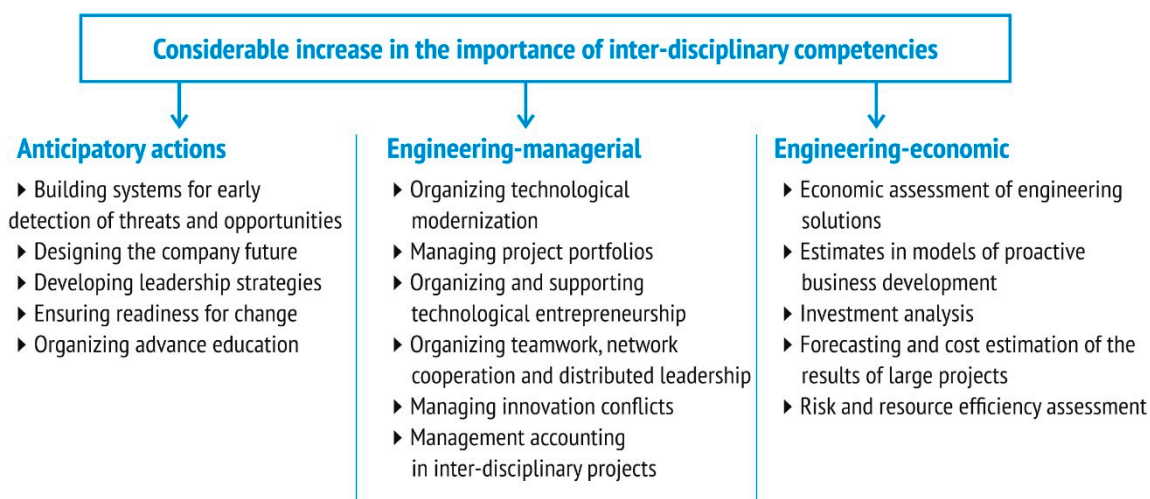 Considerable increase in the importance of inter-disciplinary competencies
Anticipatory actions
▶ Building systems for early
detection of threats and opportunities
▶ Designing the company future
▶ Developing leadership strategies
▶ Ensuring readiness for change
▶ Organizing advance education
Engineering-managerial
▶ Organizing technological
modernization
▶ Managing project portfolios
▶ Organizing and supporting
technological entrepreneurship
▶ Organizing teamwork, network
cooperation and distributed leadership
▶ Managing innovation conflicts
▶ Management accounting
in inter-disciplinary projects
Engineering-economic
▶ Economic assessment of engineering
solutions
▶ Estimates in models of proactive
business development
▶ Investment analysis
▶ Forecasting and cost estimation of the
results of large projects
▶ Risk and resource efficiency assessment